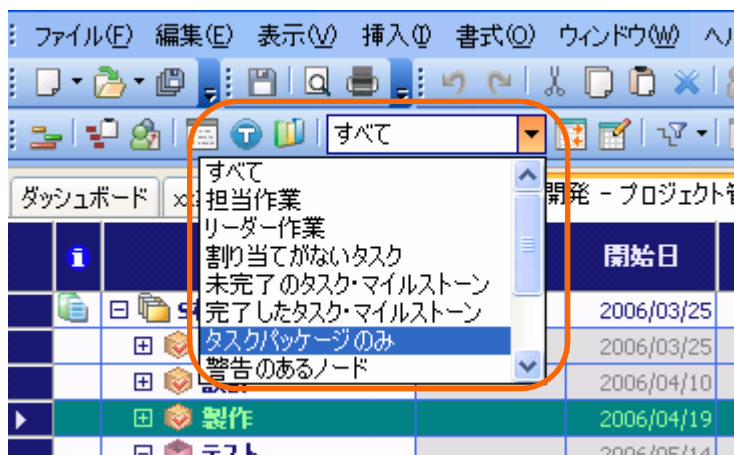 ファイル(F) 編集(E) 表示(V) 挿入(I) 書式(O) ウィンドウ(W)
すべて
すべて
担当作業
リーダー作業
割り当てがないタスク
未完了のタスク・マイルストーン
完了したタスク・マイルストーン
タスクパッケージのみ
警告のあるノード
ダッシュボード
開発 - プロジェクト
開始日
2006/03/25
2006/03/25
2006/04/10
製作 2006/04/19
テスト 2006/05/14